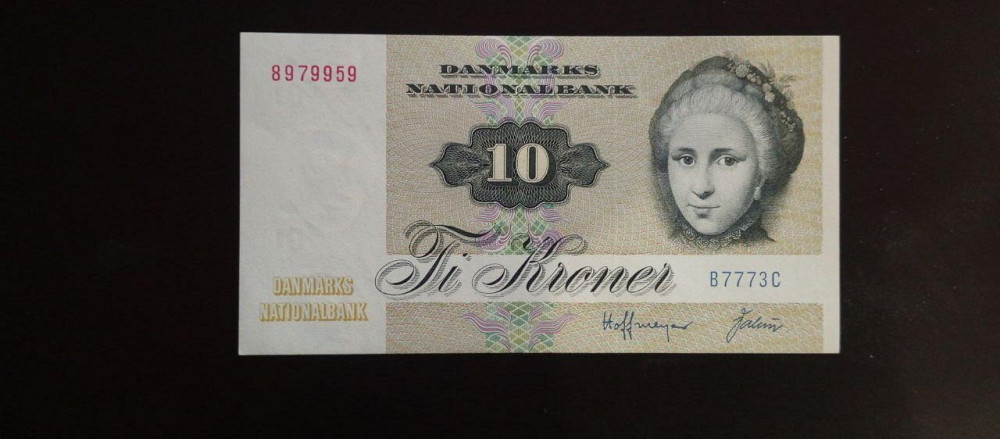 8979959
DANMARKS
NATIONALBANK
10
Ti Kroner
B7773C
DANMARKS
NATIONALBANK
Hoffmeyer